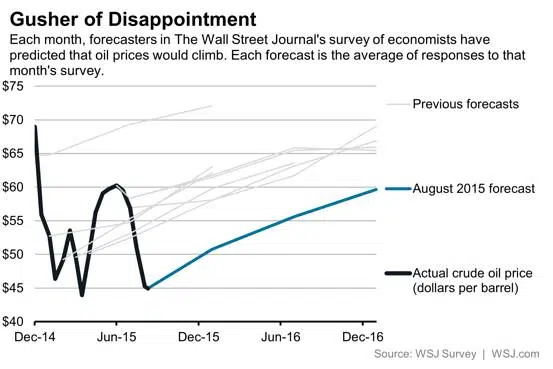 Gusher of Disappointment
Each month, forecasters in The Wall Street Journal's survey of economists have
predicted that oil prices would climb. Each forecast is the average of responses to that
month's survey.
$75
$70
$65
$60
$55
$50
$45
$40
Dec-14
Jun-15
Dec-15
Jun-16
Dec-16
Previous forecasts
August 2015 forecast
Actual crude oil price
(dollars per barrel)
Source: WSJ Survey | WSJ.com